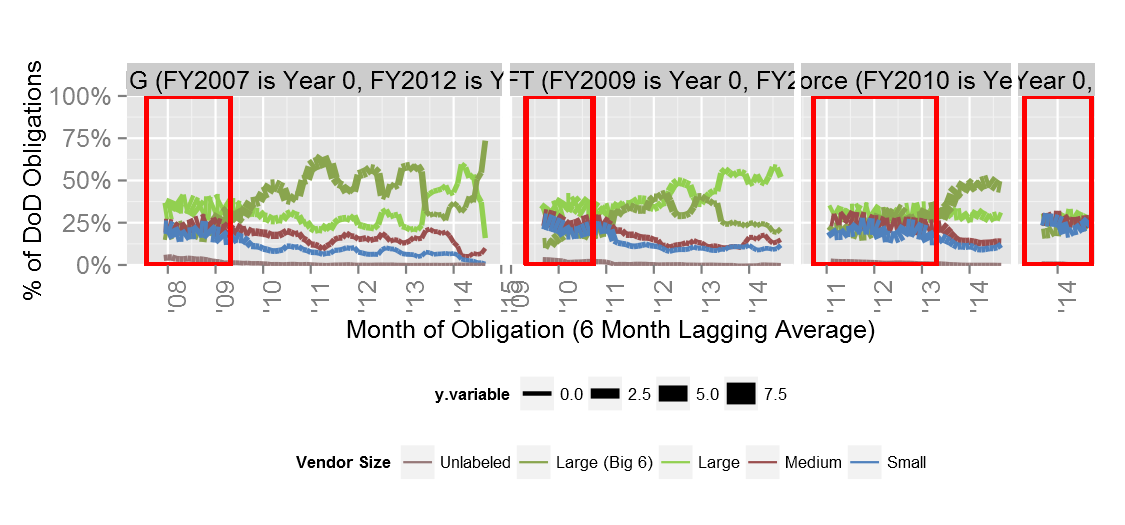 G (FY2007 is Year 0, FY2012 is Y
FT (FY2009 is Year 0, FY2
orce (FY2010 is Ye
Year 0,
% of DoD Obligations
100%
75%
50%
25%
0%
'08 '09 '10 '11 '12 '13 '14 '15
'09 '10 '11 '12 '13 '14
'11 '12 '13 '14
'14
Month of Obligation (6 Month Lagging Average)
y.variable 0.0 2.5 5.0 7.5
Vendor Size Unlabeled Large (Big 6) Large Medium Small